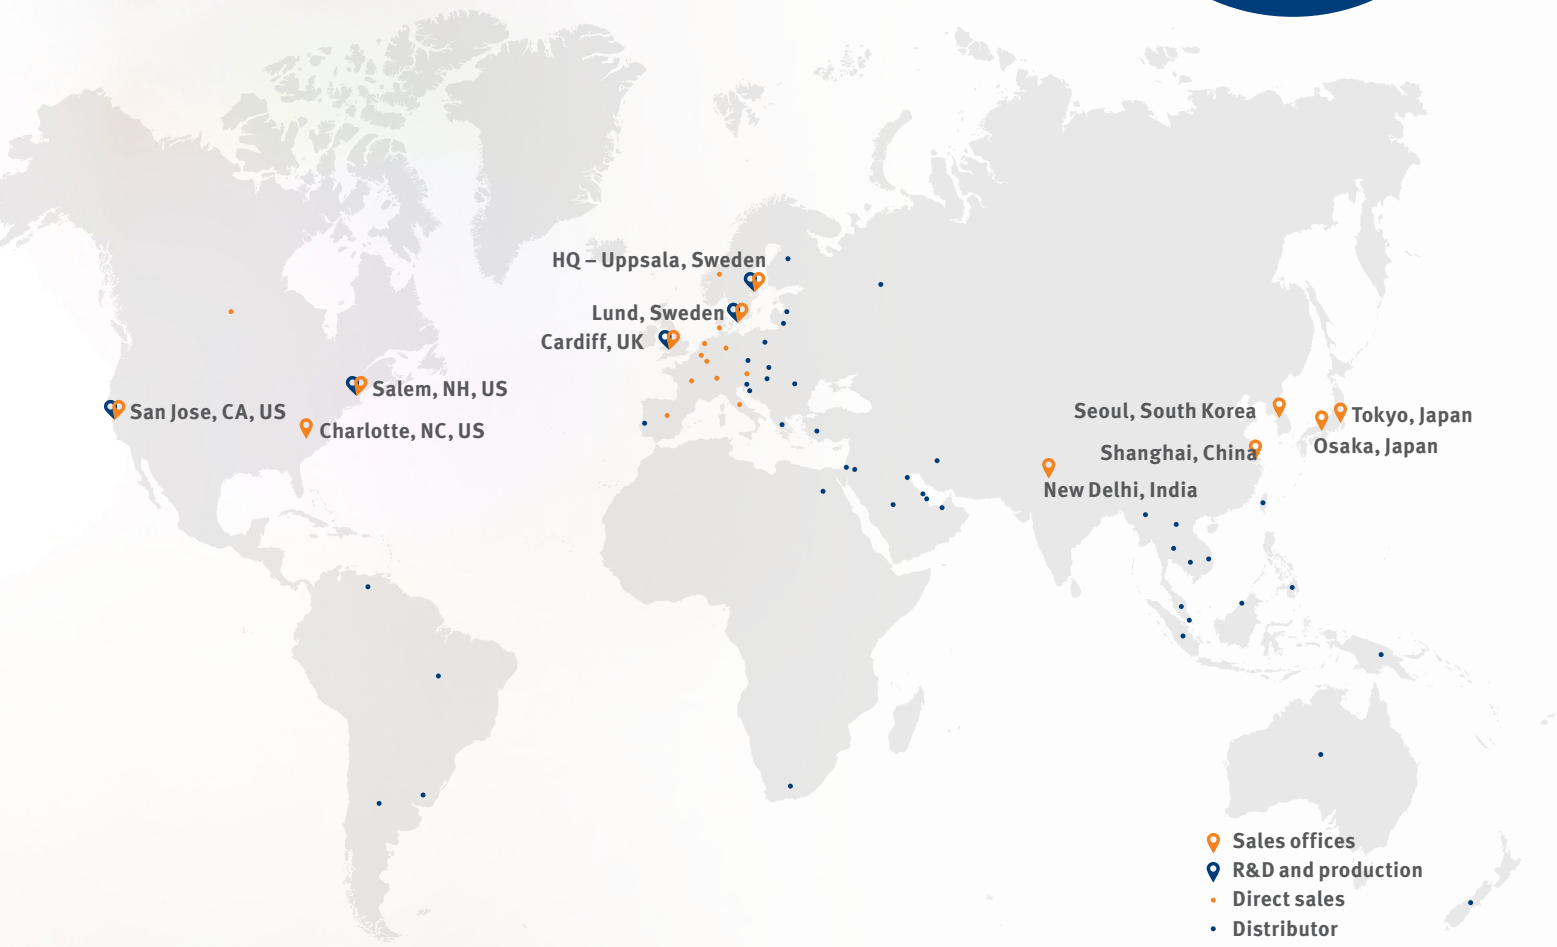 HQ – Uppsala, Sweden
Lund, Sweden
Cardiff, UK
Salem, NH, US
San Jose, CA, US
Charlotte, NC, US
Seoul, South Korea
Tokyo, Japan
Osaka, Japan
Shanghai, China
New Delhi, India
Sales offices
R&D and production
Direct sales
Distributor